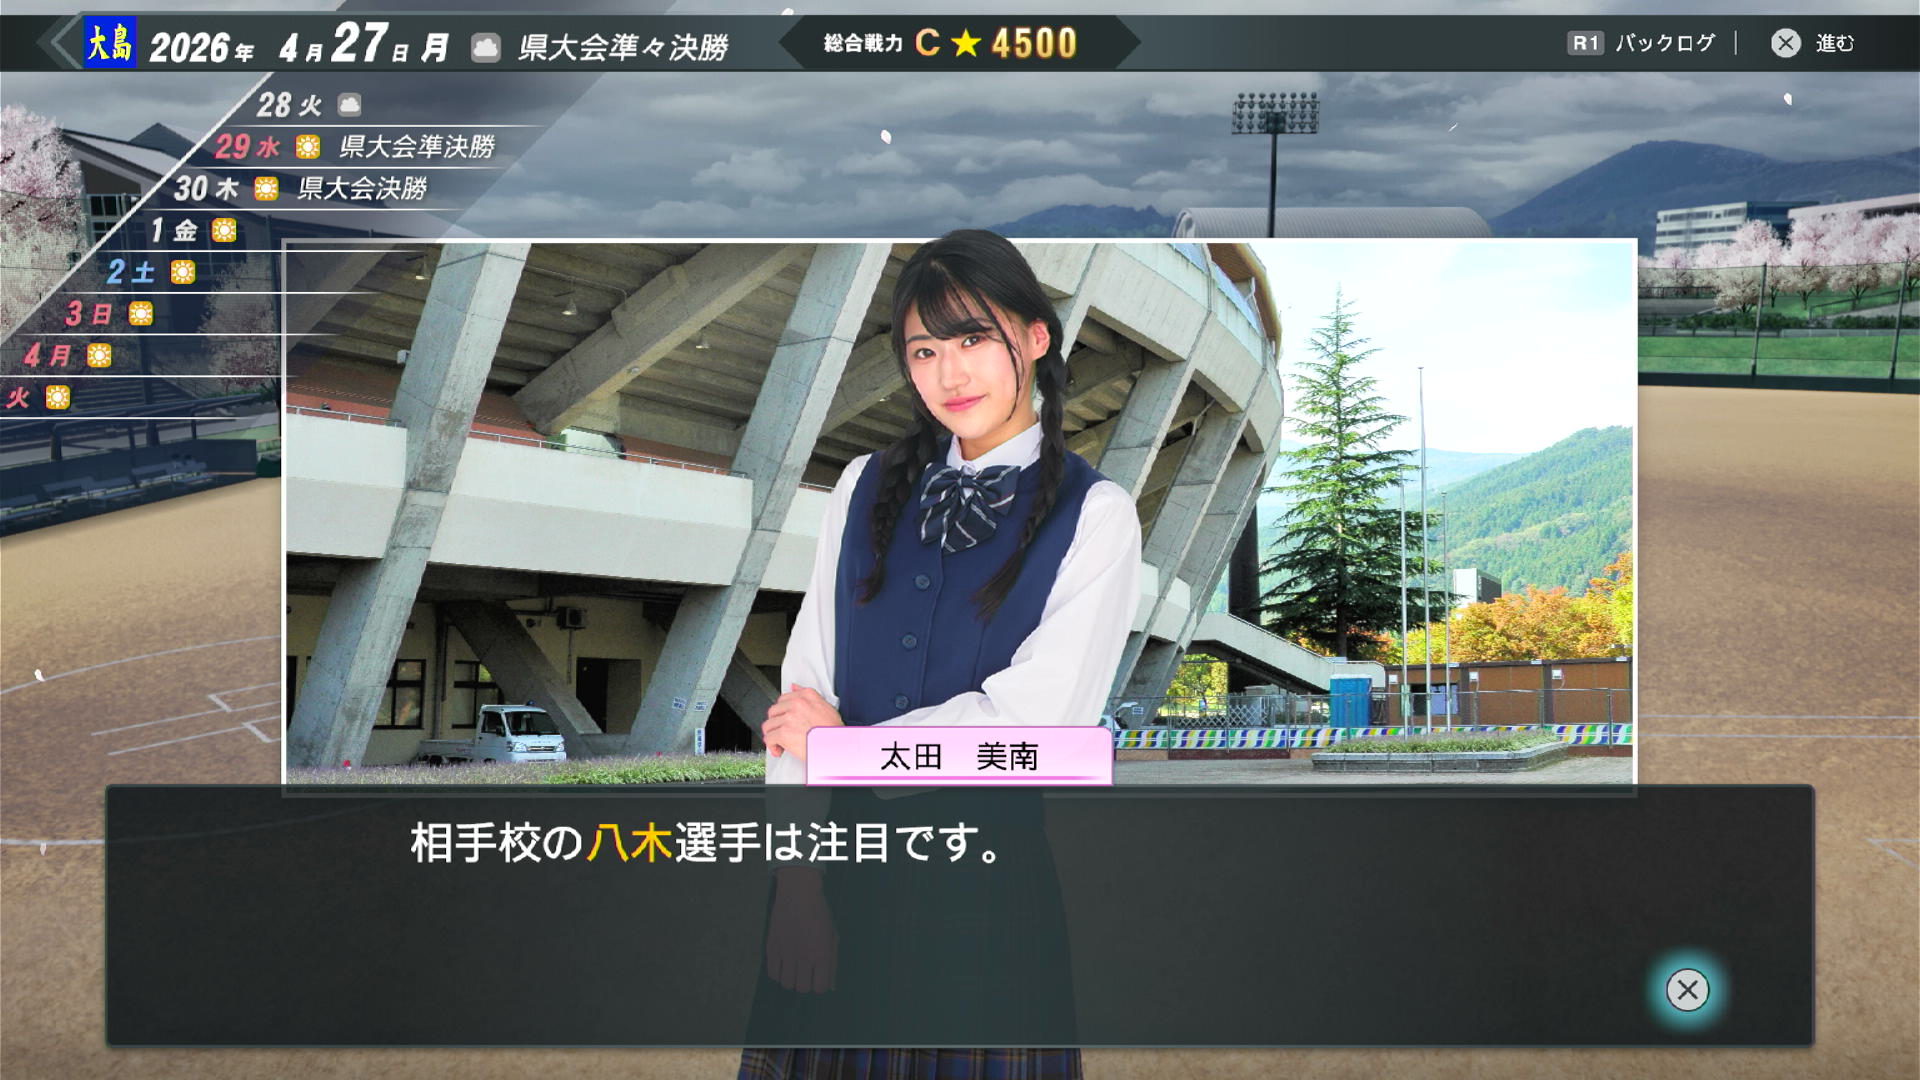 大島 2026年 4月27日 月 県大会準々決勝
総合戦力 C ★ 4500
R1 バックログ
進む
28 火
29 水 県大会準決勝
30 木 県大会決勝
1 金
2 土
3 日
4 月
火
太田 美南
相手校の八木選手は注目です。